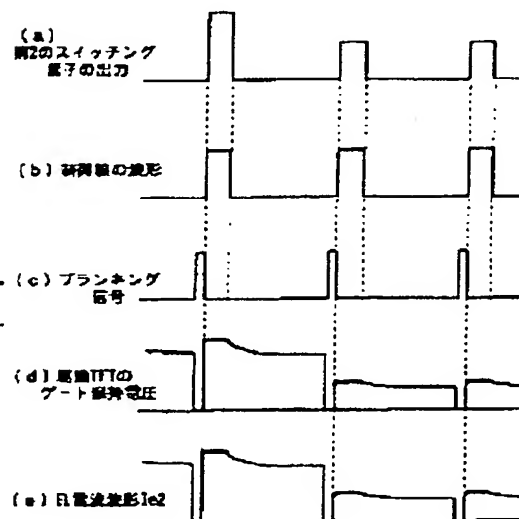 (a)
第2のスイッチング
素子の出力
(b) 制御線の波形
(c) ブランキング
信号
(d) 駆動TFTの
ゲート保持電圧
(e) EL電流波形Ie2